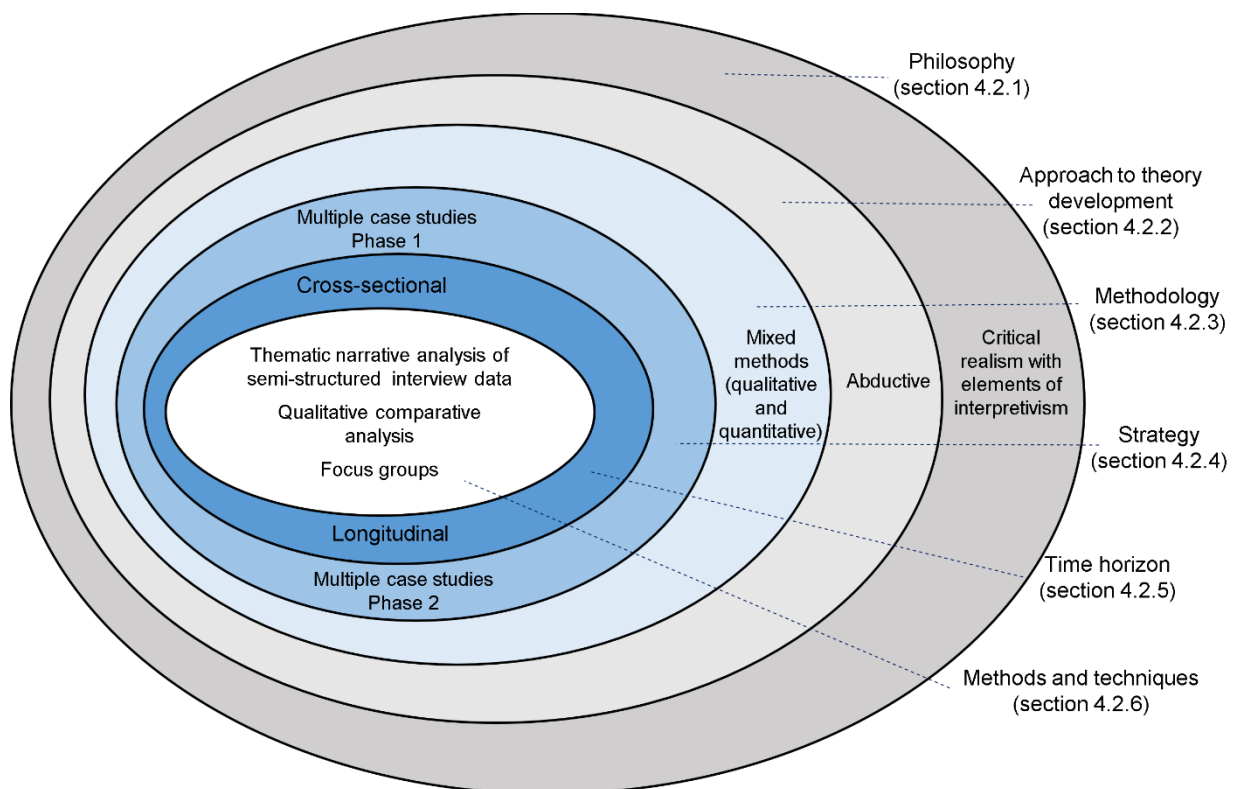 Philosophy
(section 4.2.1)
Approach to theory
development
(section 4.2.2)
Multiple case studies
Phase 1
Cross-sectional
Methodology
(section 4.2.3)
Thematic narrative analysis of
semi-structured interview data
Qualitative comparative
analysis
Focus groups
Mixed
methods
(qualitative
and
quantitative)
Abductive
Critical
realism with
elements of
interpretivism
Strategy
(section 4.2.4)
Longitudinal
Multiple case studies
Phase 2
Time horizon
(section 4.2.5)
Methods and techniques
(section 4.2.6)